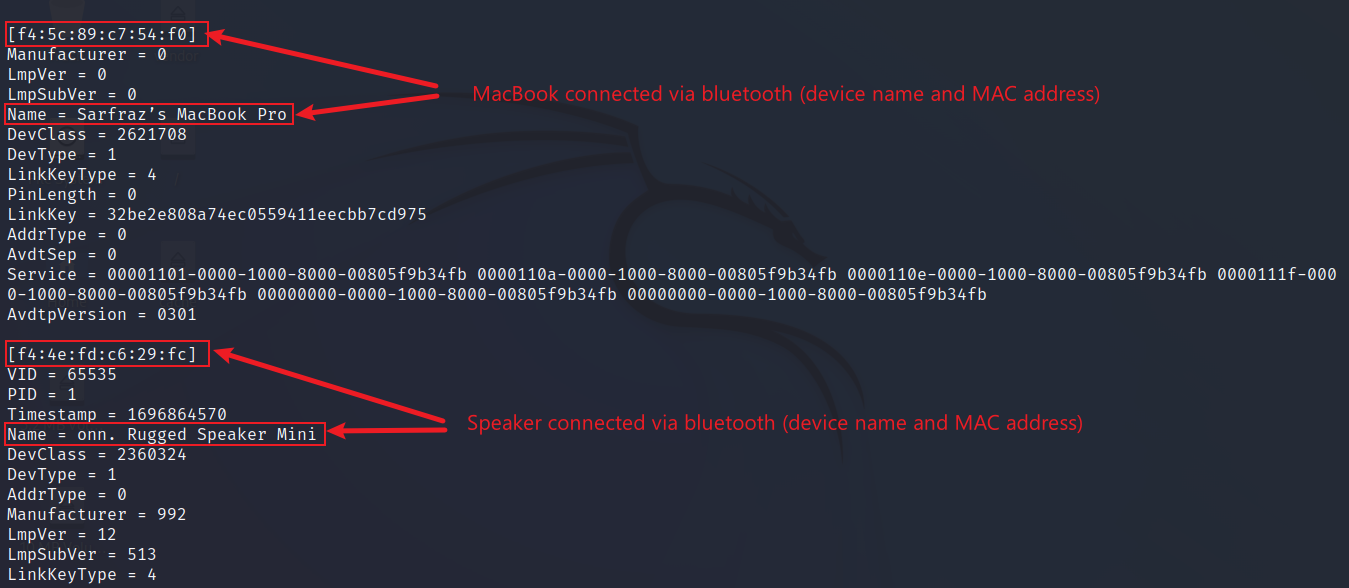 [f4:5c:89:c7:54:f0]
Manufacturer = 0
LmpVer = 0
LmpSubVer = 0
MacBook connected via bluetooth (device name and MAC address)
Name = Sarfraz’s MacBook Pro
DevClass = 2621708
DevType = 1
LinkKeyType = 4
PinLength = 0
LinkKey = 32be2e808a74ec0559411eecbb7cd975
AddrType = 0
AvdtSep = 0
Service = 00001101-0000-1000-8000-00805f9b34fb 0000110a-0000-1000-8000-00805f9b34fb 0000110e-0000-1000-8000-00805f9b34fb 0000111f-000
0-1000-8000-00805f9b34fb 00000000-0000-1000-8000-00805f9b34fb 00000000-0000-1000-8000-00805f9b34fb
AvdtpVersion = 0301
[f4:4e:fd:c6:29:fc]
VID = 65535
PID = 1
Timestamp = 1696864570
Speaker connected via bluetooth (device name and MAC address)
Name = onn. Rugged Speaker Mini
DevClass = 2360324
DevType = 1
AddrType = 0
Manufacturer = 992
LmpVer = 12
LmpSubVer = 513
LinkKeyType = 4